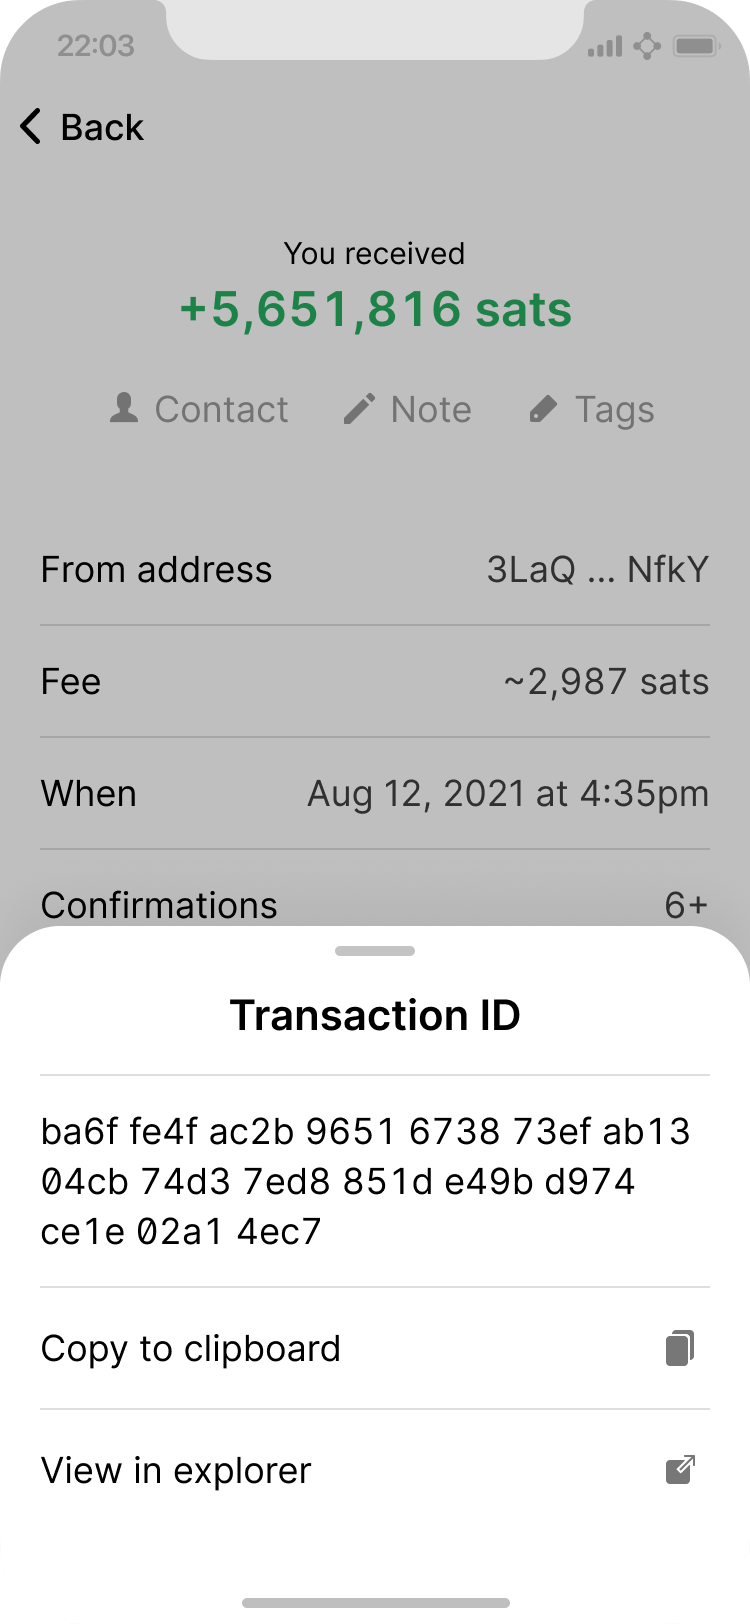 22:03
Back
You received
+5,651,816 sats
Contact Note Tags
From address 3LaQ ... NfkY
Fee ~2,987 sats
When Aug 12, 2021 at 4:35pm
Confirmations 6+
Transaction ID
ba6f fe4f ac2b 9651 6738 73ef ab13
04cb 74d3 7ed8 851d e49b d974
ce1e 02a1 4ec7
Copy to clipboard
View in explorer